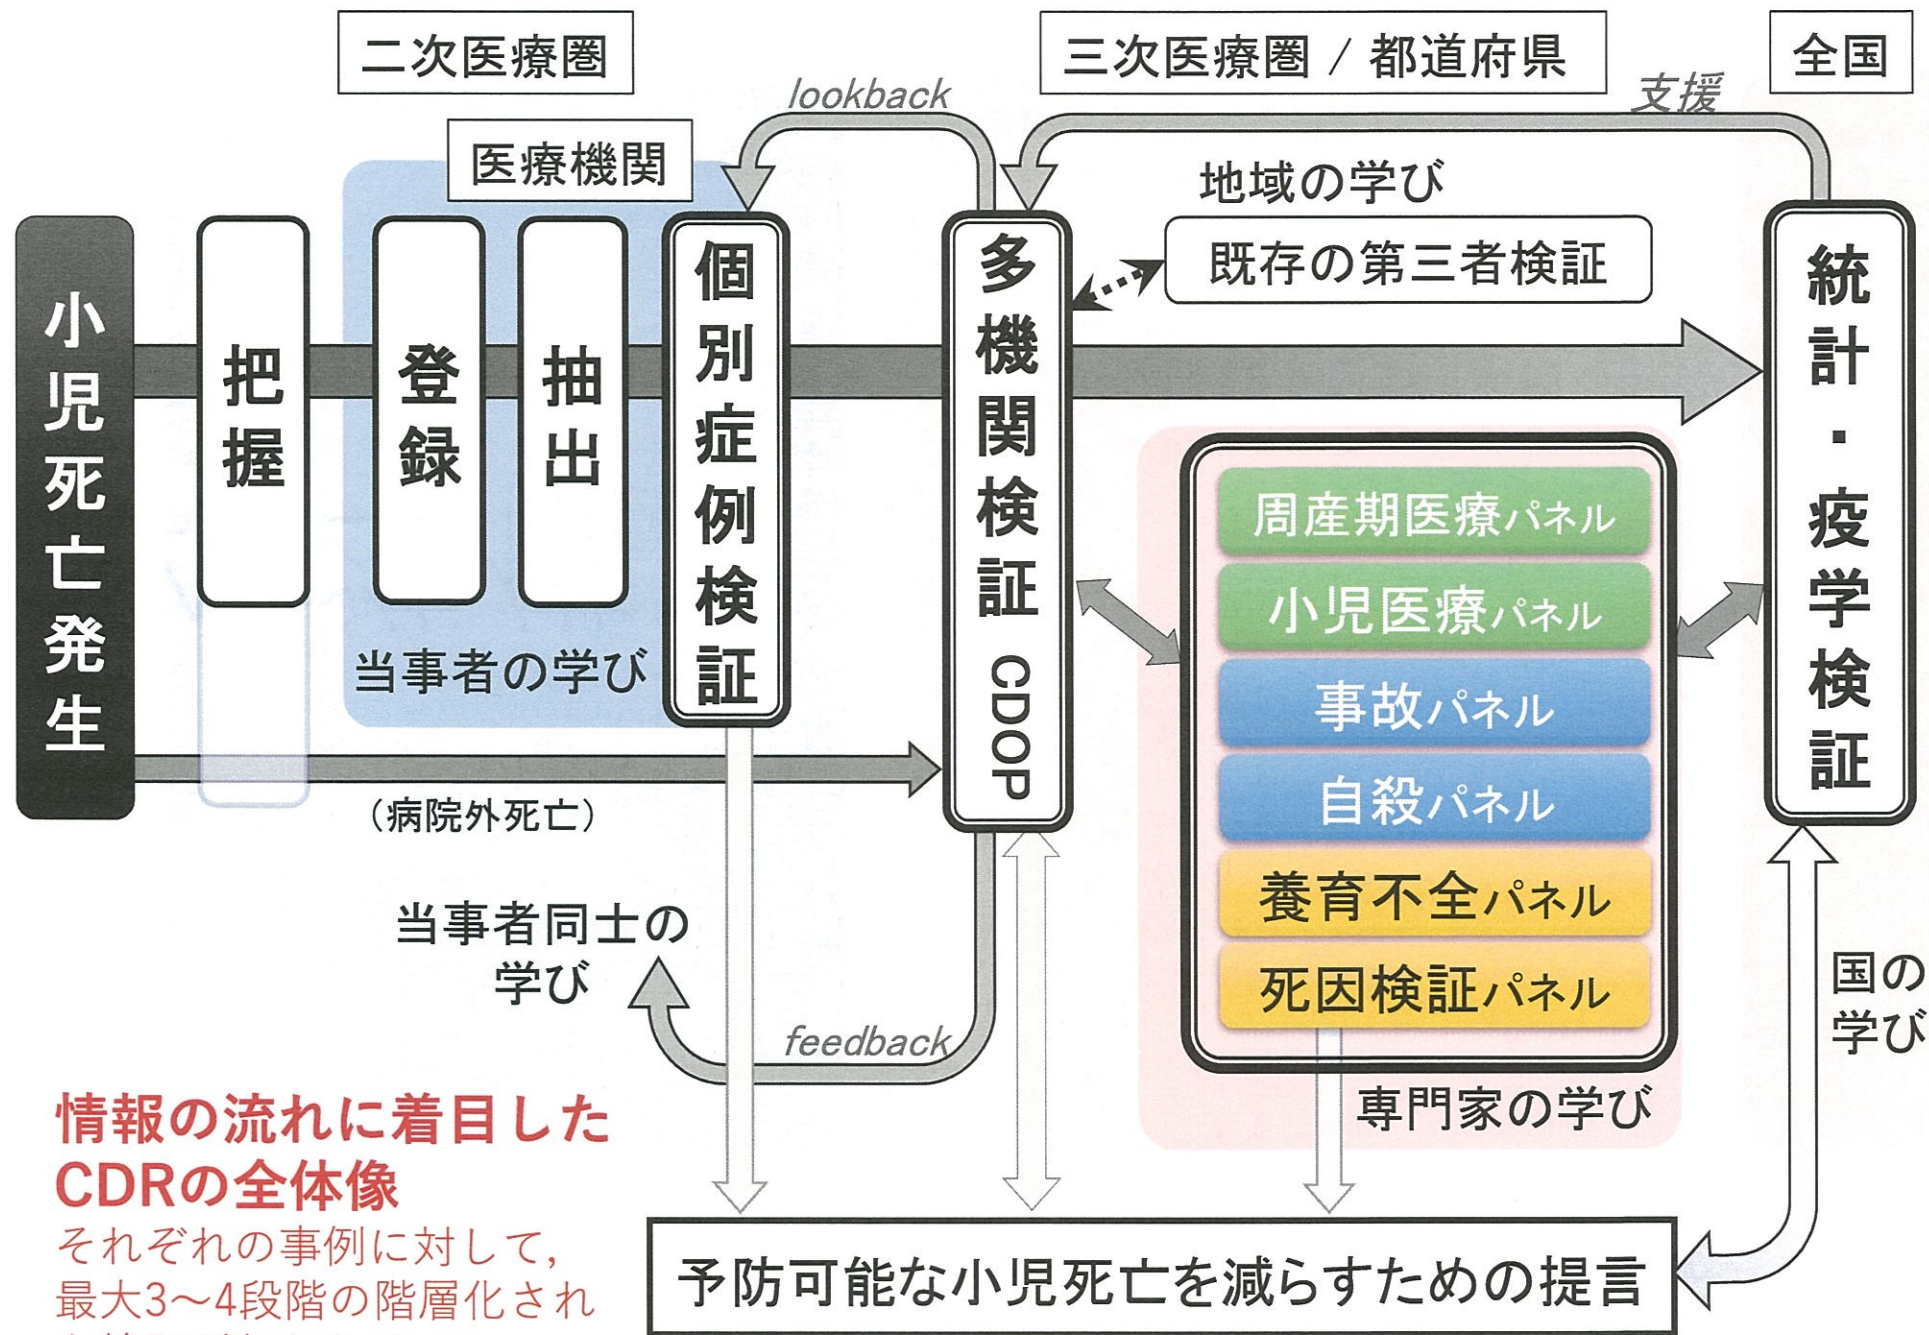 二次医療圏
三次医療圏 / 都道府県
全国
lookback
支援
医療機関
地域の学び
既存の第三者検証
小児死亡発生
把握
登録
抽出
個別症例検証
多機関検証 CDOP
統計・疫学検証
周産期医療パネル
小児医療パネル
事故パネル
自殺パネル
養育不全パネル
死因検証パネル
当事者の学び
(病院外死亡)
当事者同士の
学び
feedback
専門家の学び
国の
学び
情報の流れに着目した
CDRの全体像
それぞれの事例に対して,
最大3～4段階の階層化され
予防可能な小児死亡を減らすための提言